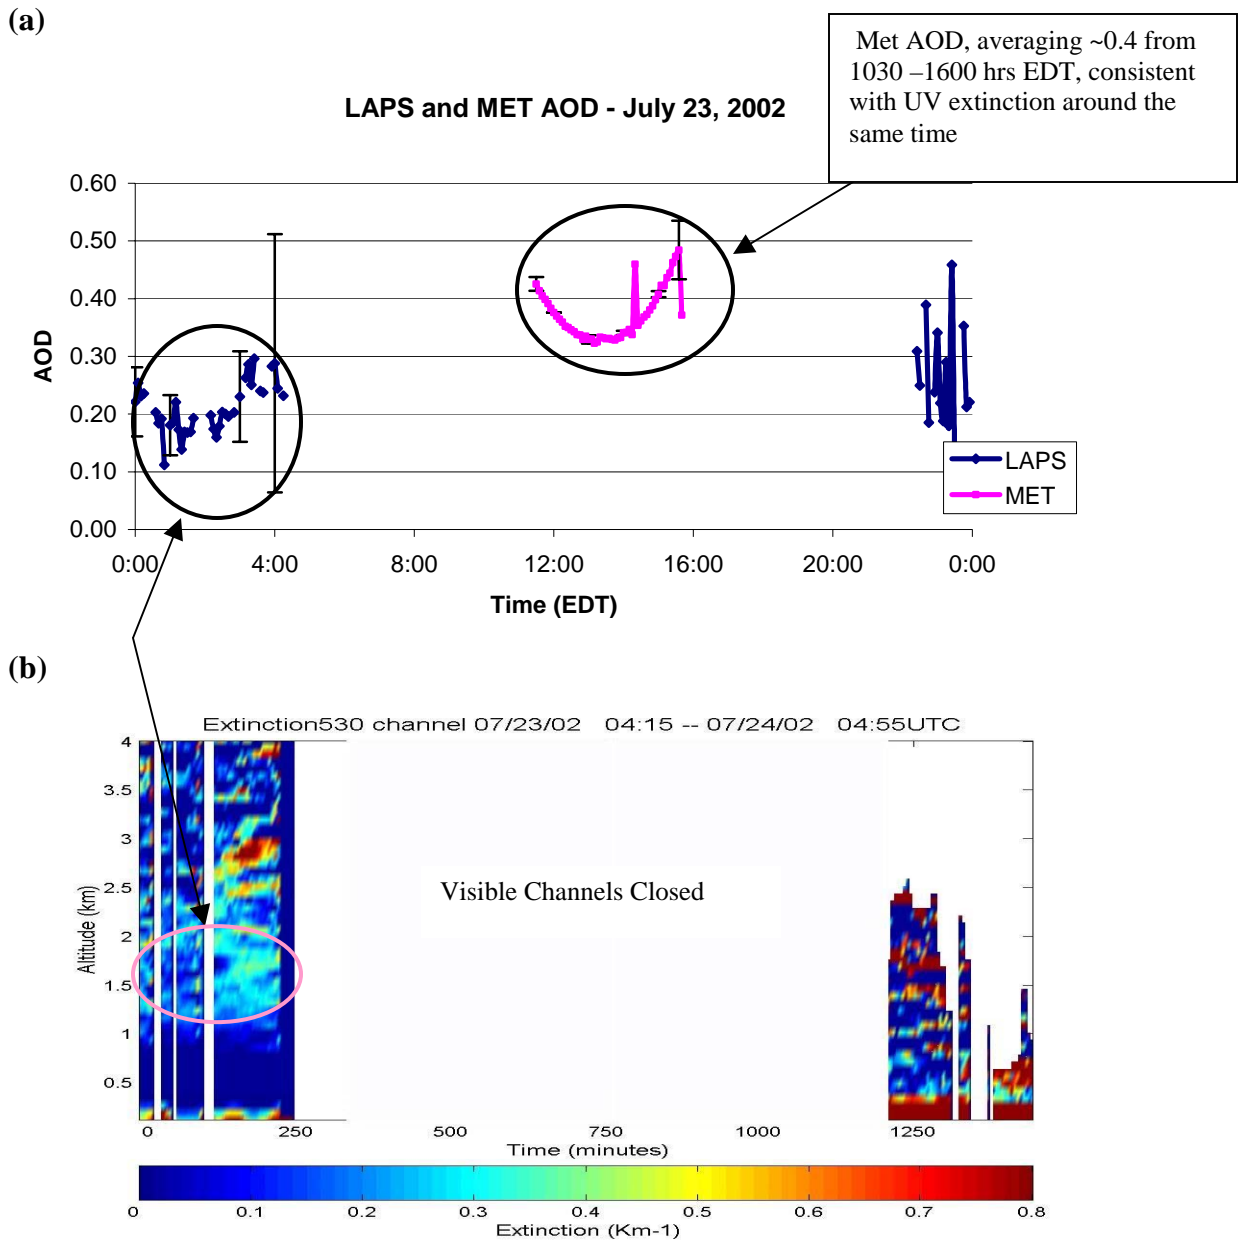 (a)
Met AOD, averaging ~0.4 from
1030 –1600 hrs EDT, consistent
with UV extinction around the
same time
LAPS and MET AOD - July 23, 2002
0.60
0.50
0.40
0.30
0.20
0.10
0.00
AOD
LAPS
MET
0:00 4:00 8:00 12:00 16:00 20:00 0:00
Time (EDT)
(b)
Extinction530 channel 07/23/02 04:15 -- 07/24/02 04:55UTC
4
3.5
3
2.5
2
1.5
1
0.5
Altitude (km)
Visible Channels Closed
0 250 500 750 1000 1250
Time (minutes)
0 0.1 0.2 0.3 0.4 0.5 0.6 0.7 0.8
Extinction (Km-1)